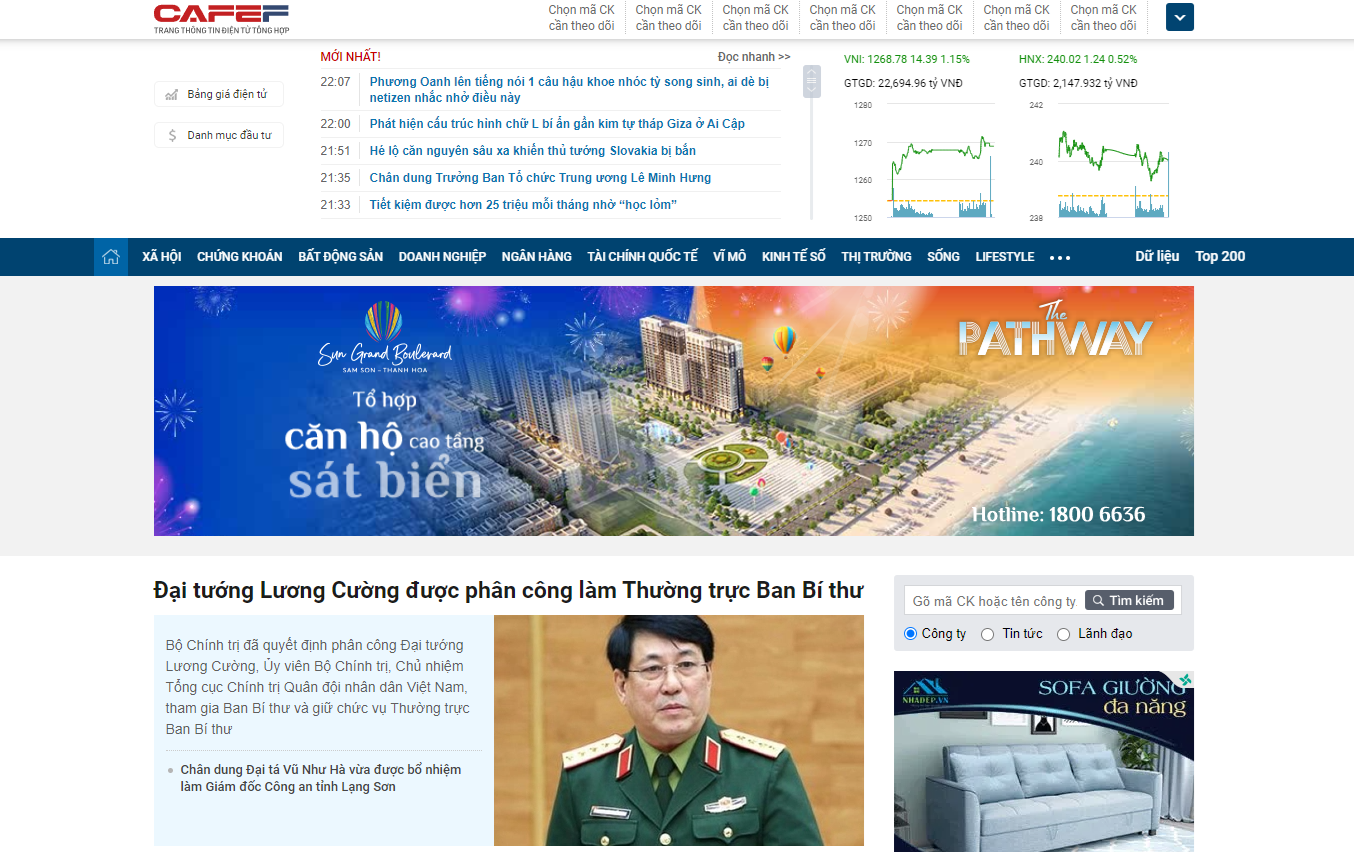 CAFEF
TRANG THÔNG TIN ĐIỆN TỬ TỔNG HỢP
Chọn mã CK Chọn mã CK Chọn mã CK Chọn mã CK Chọn mã CK Chọn mã CK Chọn mã CK
cần theo dõi cần theo dõi cần theo dõi cần theo dõi cần theo dõi cần theo dõi cần theo dõi
Bảng giá điện tử
Danh mục đầu tư
MỚI NHẤT! Đọc nhanh >>
22:07 Phương Oanh lên tiếng nói 1 câu hậu khoe nhóc tỳ song sinh, ai dè bị
netizen nhắc nhở điều này
22:00 Phát hiện cấu trúc hình chữ L bí ẩn gần kim tự tháp Giza ở Ai Cập
21:51 Hé lộ căn nguyên sâu xa khiến thủ tướng Slovakia bị bắn
21:35 Chân dung Trưởng Ban Tổ chức Trung ương Lê Minh Hưng
21:33 Tiết kiệm được hơn 25 triệu mỗi tháng nhờ “học lỏm”
VNI: 1268.78 14.39 1.15%
GTGD: 22,694.96 tỷ VNĐ
1280
1270
1260
1250
HNX: 240.02 1.24 0.52%
GTGD: 2,147.932 tỷ VNĐ
242
240
238
XÃ HỘI CHỨNG KHOÁN BẤT ĐỘNG SẢN DOANH NGHIỆP NGÂN HÀNG TÀI CHÍNH QUỐC TẾ VĨ MÔ KINH TẾ SỐ THỊ TRƯỜNG SỐNG LIFESTYLE ••• Dữ liệu Top 200
Sun Grand Boulevard
SAM SON - THANH HOA
Tổ hợp
căn hộ cao tầng
sát biển
The
PATHWAY
Hotline: 1800 6636
Đại tướng Lương Cường được phân công làm Thường trực Ban Bí thư
Bộ Chính trị đã quyết định phân công Đại tướng
Lương Cường, Ủy viên Bộ Chính trị, Chủ nhiệm
Tổng cục Chính trị Quân đội nhân dân Việt Nam,
tham gia Ban Bí thư và giữ chức vụ Thường trực
Ban Bí thư
Chân dung Đại tá Vũ Như Hà vừa được bổ nhiệm
làm Giám đốc Công an tỉnh Lạng Sơn
Gõ mã CK hoặc tên công ty Tìm kiếm
Công ty Tin tức Lãnh đạo
NHADEP.VN
SOFA GIƯỜNG
đa năng